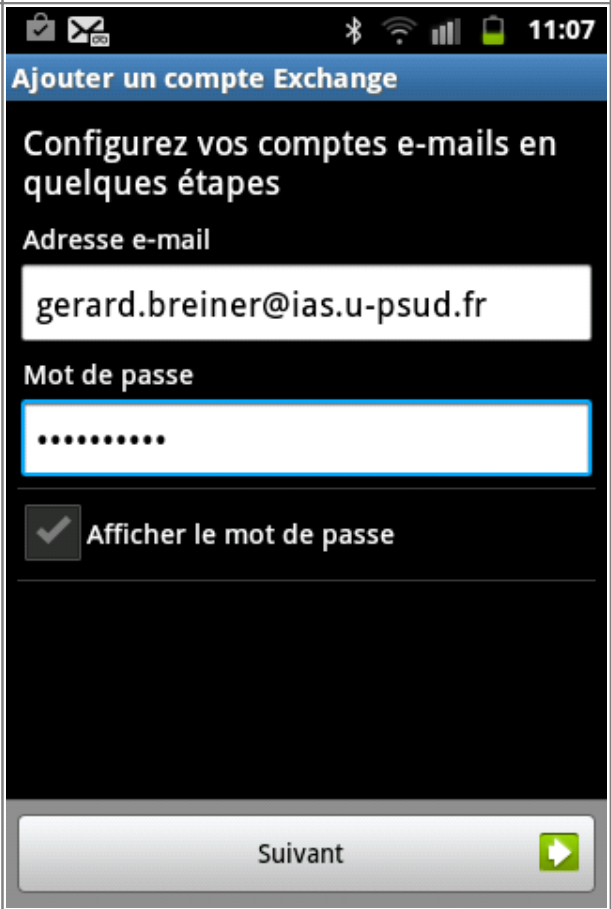 11:07
Ajouter un compte Exchange
Configurez vos comptes e-mails en
quelques étapes
Adresse e-mail
gerard.breiner@ias.u-psud.fr
Mot de passe
••••••••••
Afficher le mot de passe
Suivant